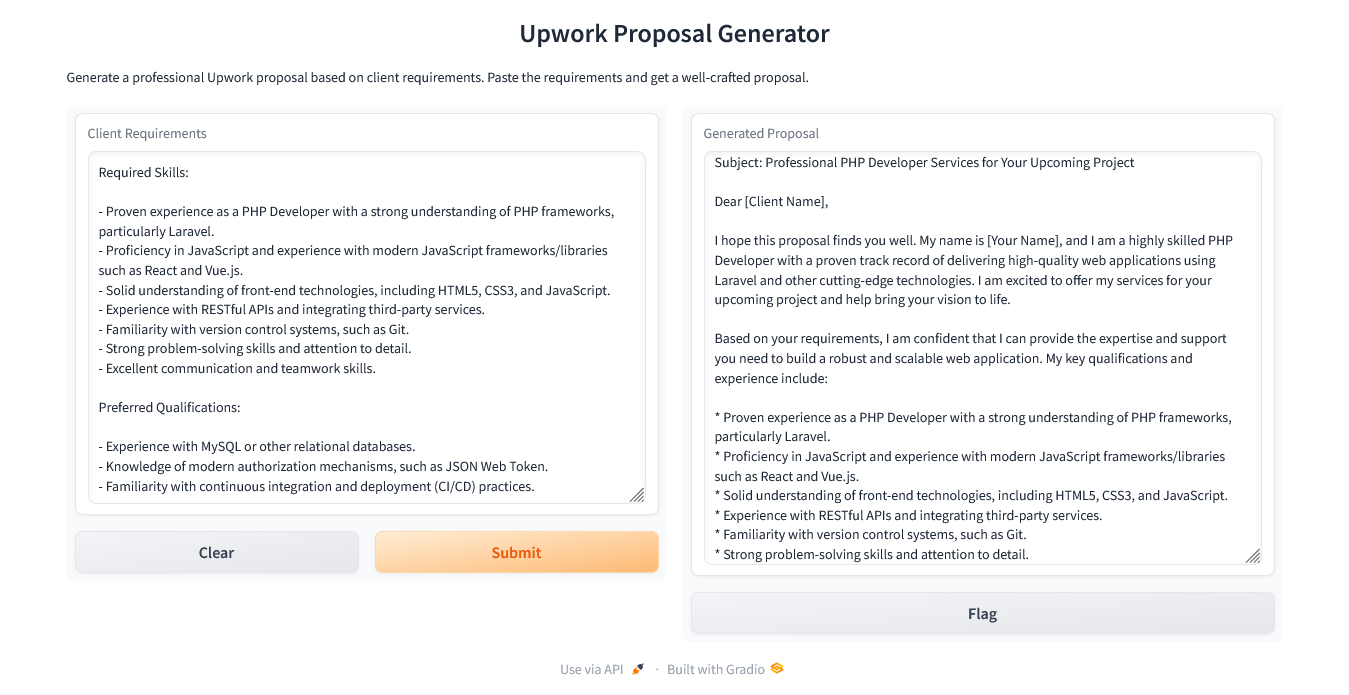 Upwork Proposal Generator
Generate a professional Upwork proposal based on client requirements. Paste the requirements and get a well-crafted proposal.
Client Requirements
Required Skills:
- Proven experience as a PHP Developer with a strong understanding of PHP frameworks,
particularly Laravel.
- Proficiency in JavaScript and experience with modern JavaScript frameworks/libraries
such as React and Vue.js.
- Solid understanding of front-end technologies, including HTML5, CSS3, and JavaScript.
- Experience with RESTful APIs and integrating third-party services.
- Familiarity with version control systems, such as Git.
- Strong problem-solving skills and attention to detail.
- Excellent communication and teamwork skills.
Preferred Qualifications:
- Experience with MySQL or other relational databases.
- Knowledge of modern authorization mechanisms, such as JSON Web Token.
- Familiarity with continuous integration and deployment (CI/CD) practices.
Clear
Submit
Generated Proposal
Subject: Professional PHP Developer Services for Your Upcoming Project
Dear [Client Name],
I hope this proposal finds you well. My name is [Your Name], and I am a highly skilled PHP
Developer with a proven track record of delivering high-quality web applications using
Laravel and other cutting-edge technologies. I am excited to offer my services for your
upcoming project and help bring your vision to life.
Based on your requirements, I am confident that I can provide the expertise and support
you need to build a robust and scalable web application. My key qualifications and
experience include:
* Proven experience as a PHP Developer with a strong understanding of PHP frameworks,
particularly Laravel.
* Proficiency in JavaScript and experience with modern JavaScript frameworks/libraries
such as React and Vue.js.
* Solid understanding of front-end technologies, including HTML5, CSS3, and JavaScript.
* Experience with RESTful APIs and integrating third-party services.
* Familiarity with version control systems, such as Git.
* Strong problem-solving skills and attention to detail.
Flag
Use via API · Built with Gradio